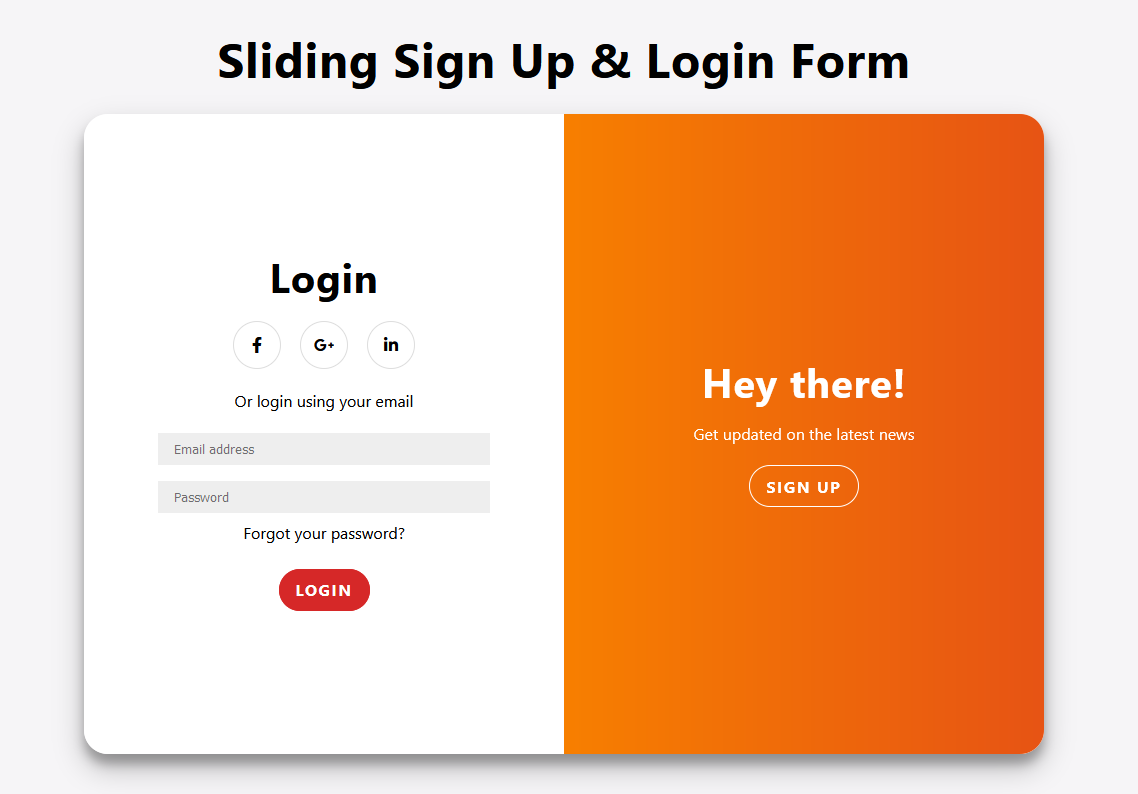 Sliding Sign Up & Login Form
Login
f
G+
in
Or login using your email
Email address
Password
Forgot your password?
LOGIN
Hey there!
Get updated on the latest news
SIGN UP